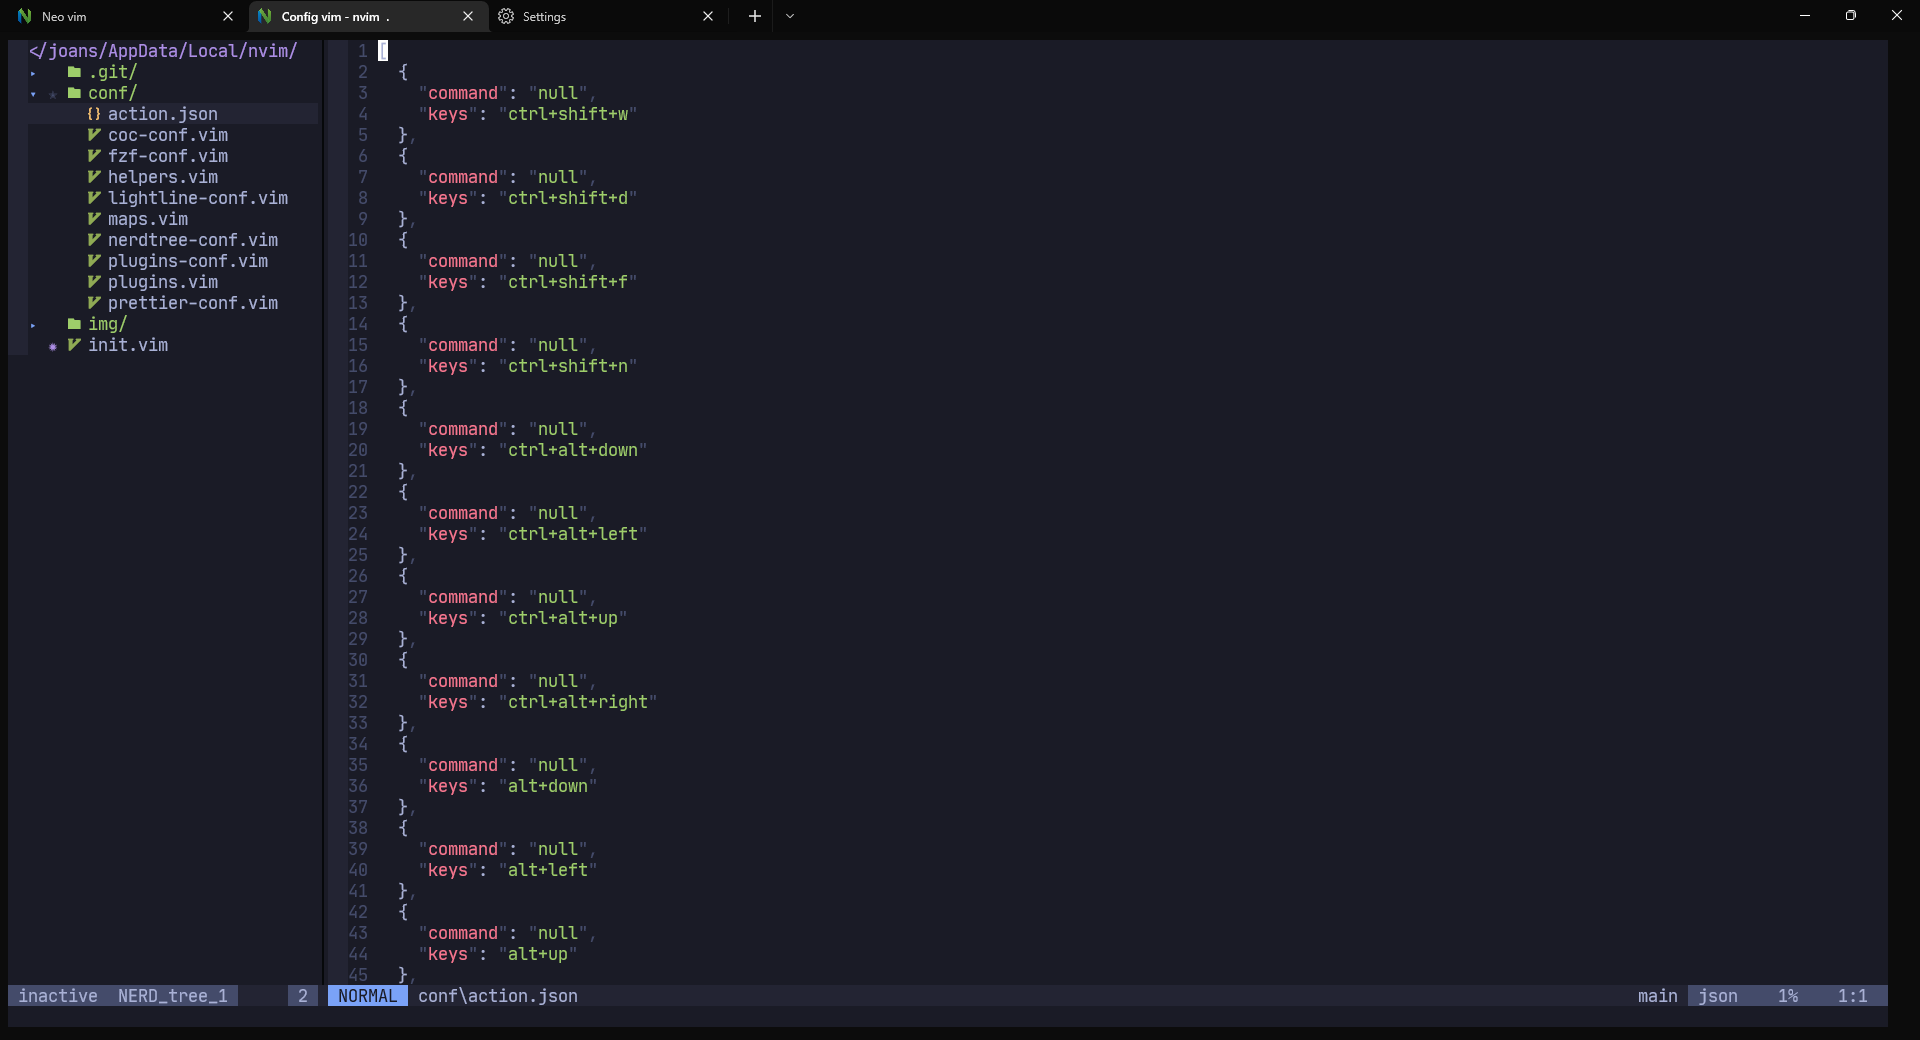 Neo vim
Config vim - nvim .
Settings
</joans/AppData/Local/nvim/
.git/
conf/
action.json
coc-conf.vim
fzf-conf.vim
helpers.vim
lightline-conf.vim
maps.vim
nerdtree-conf.vim
plugins-conf.vim
plugins.vim
prettier-conf.vim
img/
init.vim
1 [
2 {
3 "command": "null",
4 "keys": "ctrl+shift+w"
5 },
6 {
7 "command": "null",
8 "keys": "ctrl+shift+d"
9 },
10 {
11 "command": "null",
12 "keys": "ctrl+shift+f"
13 },
14 {
15 "command": "null",
16 "keys": "ctrl+shift+n"
17 },
18 {
19 "command": "null",
20 "keys": "ctrl+alt+down"
21 },
22 {
23 "command": "null",
24 "keys": "ctrl+alt+left"
25 },
26 {
27 "command": "null",
28 "keys": "ctrl+alt+up"
29 },
30 {
31 "command": "null",
32 "keys": "ctrl+alt+right"
33 },
34 {
35 "command": "null",
36 "keys": "alt+down"
37 },
38 {
39 "command": "null",
40 "keys": "alt+left"
41 },
42 {
43 "command": "null",
44 "keys": "alt+up"
45 },
inactive NERD_tree_1 2
NORMAL conf\action.json main json 1% 1:1